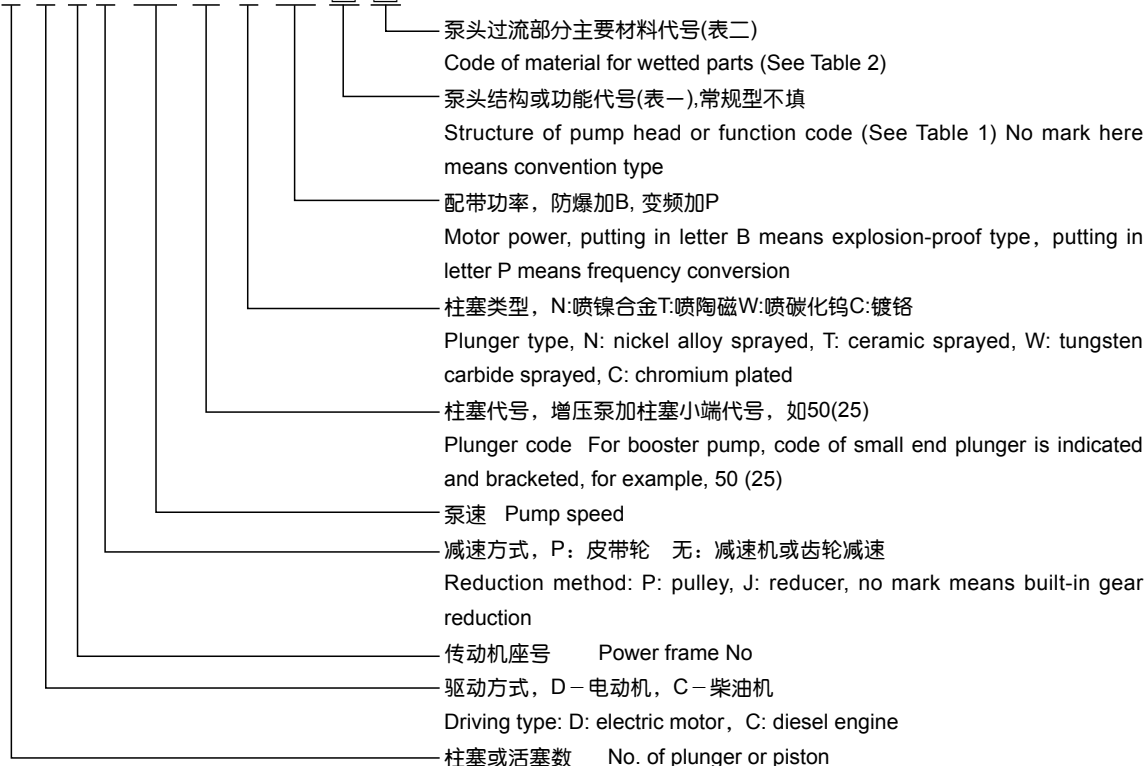 泵头过流部分主要材料代号(表二)
Code of material for wetted parts (See Table 2)
泵头结构或功能代号(表一),常规型不填
Structure of pump head or function code (See Table 1) No mark here
means convention type
配带功率，防爆加B, 变频加P
Motor power, putting in letter B means explosion-proof type，putting in
letter P means frequency conversion
柱塞类型，N:喷镍合金T:喷陶磁W:喷碳化钨C:镀铬
Plunger type, N: nickel alloy sprayed, T: ceramic sprayed, W: tungsten
carbide sprayed, C: chromium plated
柱塞代号，增压泵加柱塞小端代号，如50(25)
Plunger code For booster pump, code of small end plunger is indicated
and bracketed, for example, 50 (25)
泵速 Pump speed
减速方式，P：皮带轮 无：减速机或齿轮减速
Reduction method: P: pulley, J: reducer, no mark means built-in gear
reduction
传动机座号 Power frame No
驱动方式，D－电动机，C－柴油机
Driving type: D: electric motor，C: diesel engine
柱塞或活塞数 No. of plunger or piston